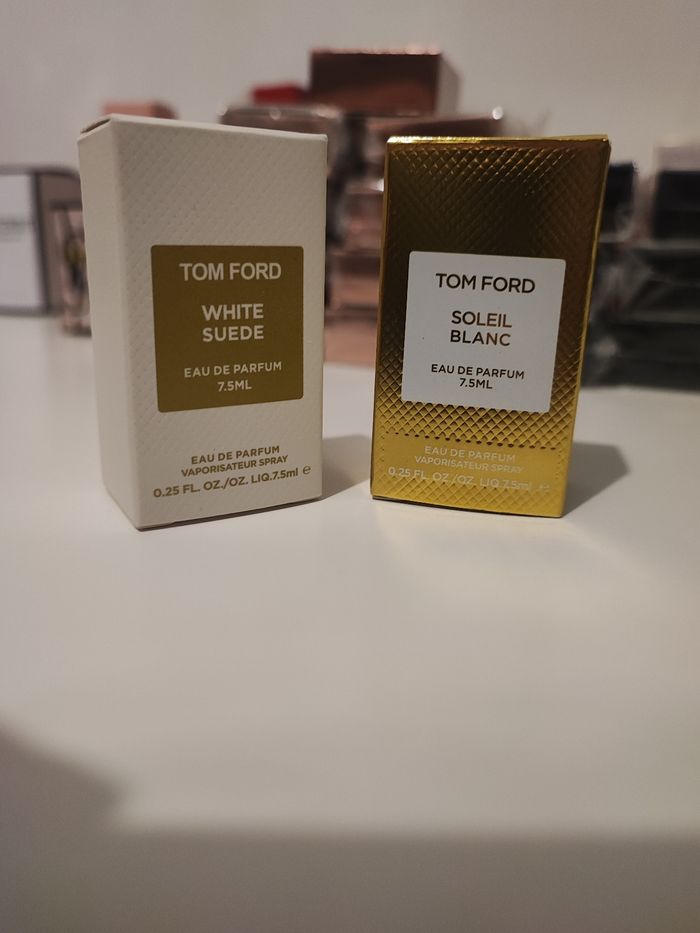 TOM FORD
WHITE
SUEDE
EAU DE PARFUM
7.5ML
EAU DE PARFUM
VAPORISATEUR SPRAY
0.25 FL. OZ./OZ. LIQ.7.5ml ℮
TOM FORD
SOLEIL
BLANC
EAU DE PARFUM
7.5ML
EAU DE PARFUM
VAPORISATEUR SPRAY
0.25 FL. OZ./OZ. LIQ.7.5ml ℮